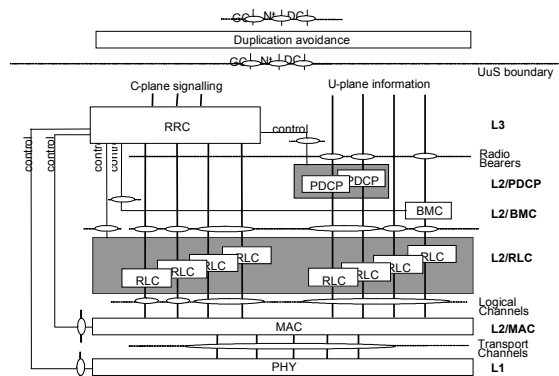 GC Nt DC
Duplication avoidance
GC Nt DC
UuS boundary
C-plane signalling
U-plane information
RRC
control
L3
control
control
control
control
Radio
Bearers
PDCP
PDCP
L2/PDCP
BMC
L2/BMC
RLC
RLC
RLC
RLC
RLC
RLC
RLC
RLC
L2/RLC
Logical
Channels
MAC
L2/MAC
Transport
Channels
PHY
L1